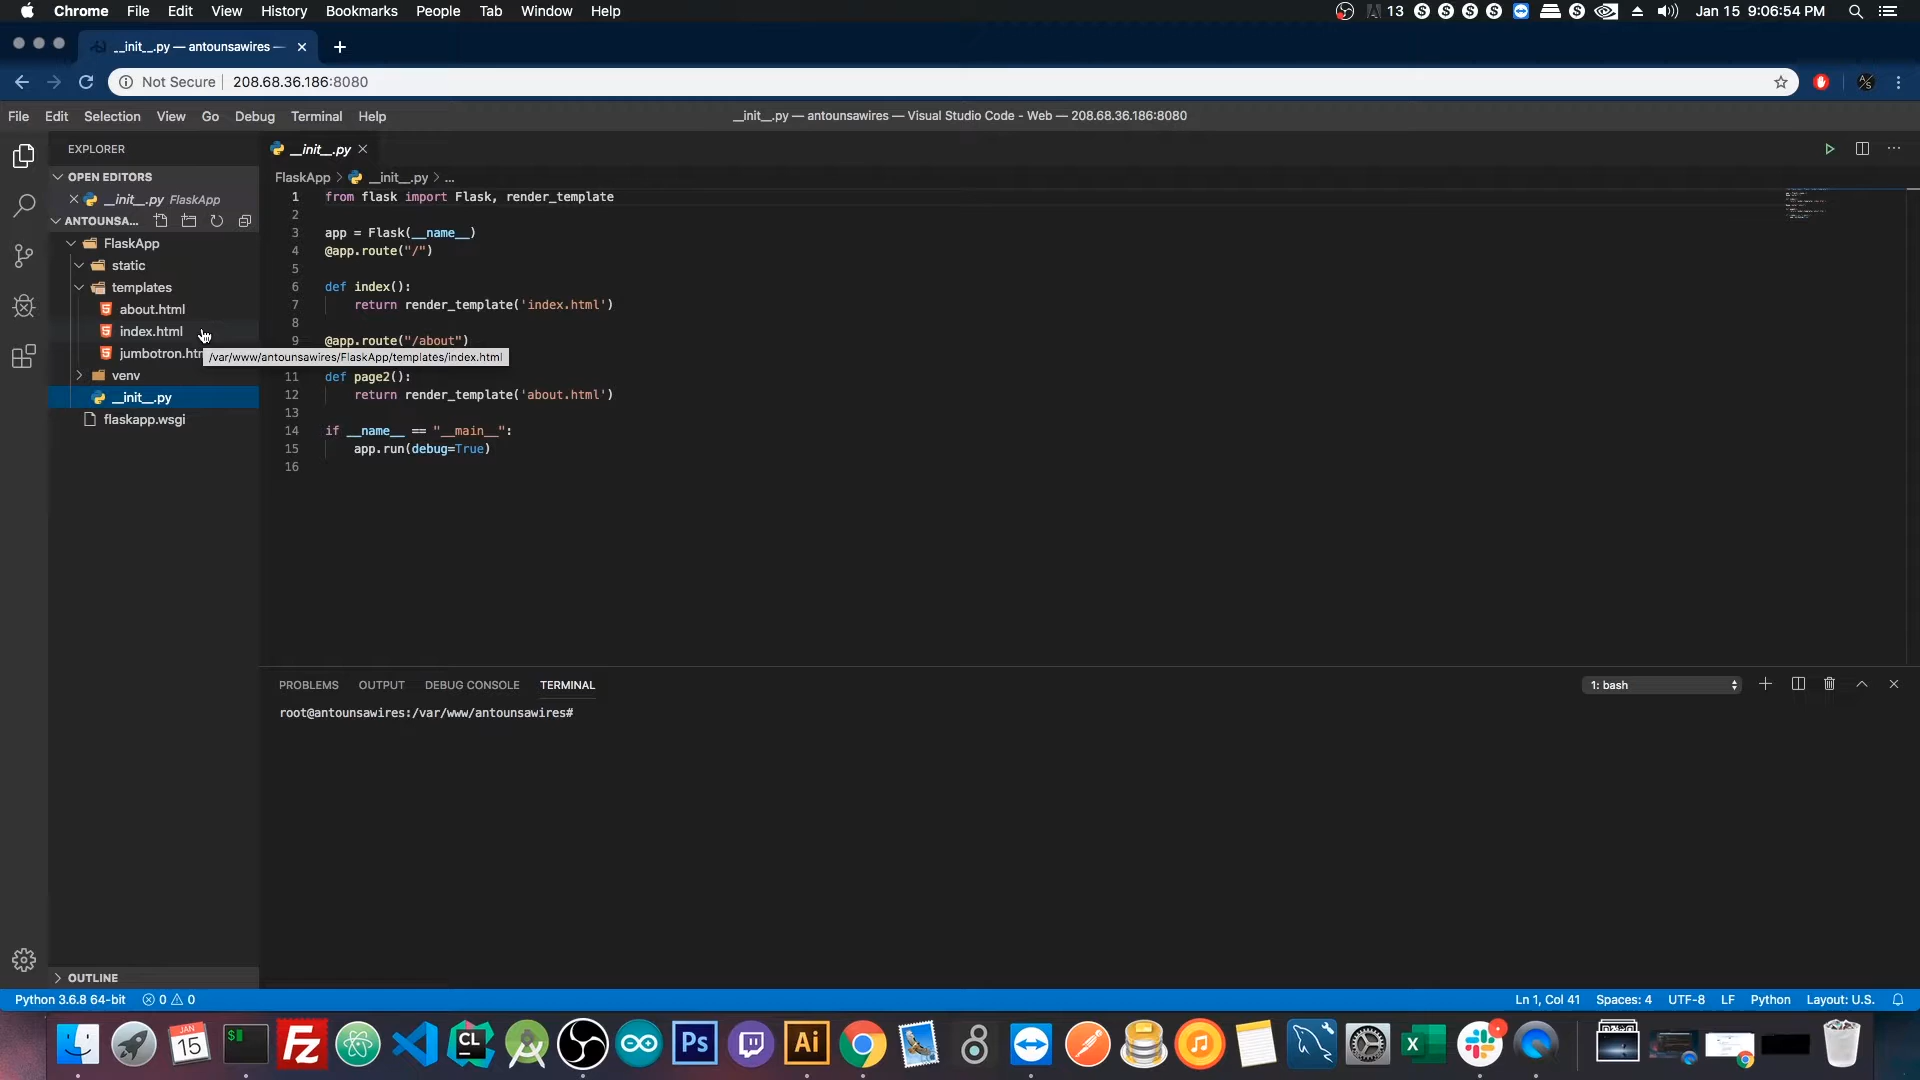 Chrome File Edit View History Bookmarks People Tab Window Help 13 Jan 15 9:06:54 PM
__init__.py — antounsawires —
Not Secure 208.68.36.186:8080
File Edit Selection View Go Debug Terminal Help __init__.py — antounsawires — Visual Studio Code - Web — 208.68.36.186:8080
EXPLORER
OPEN EDITORS
__init__.py FlaskApp
ANTOUNSA...
FlaskApp
static
templates
about.html
index.html
jumbotron.htm
venv
__init__.py
flaskapp.wsgi
OUTLINE
__init__.py
FlaskApp > __init__.py > ...
1 from flask import Flask, render_template
2
3 app = Flask(__name__)
4 @app.route("/")
5
6 def index():
7 return render_template('index.html')
8
9 @app.route("/about")
/var/www/antounsawires/FlaskApp/templates/index.html
11 def page2():
12 return render_template('about.html')
13
14 if __name__ == "__main__":
15 app.run(debug=True)
16
PROBLEMS OUTPUT DEBUG CONSOLE TERMINAL 1: bash
root@antounsawires:/var/www/antounsawires#
Python 3.6.8 64-bit 0 0 Ln 1, Col 41 Spaces: 4 UTF-8 LF Python Layout: U.S.
JAN
15
$
Fz
CL
Ps
Ai
8
X